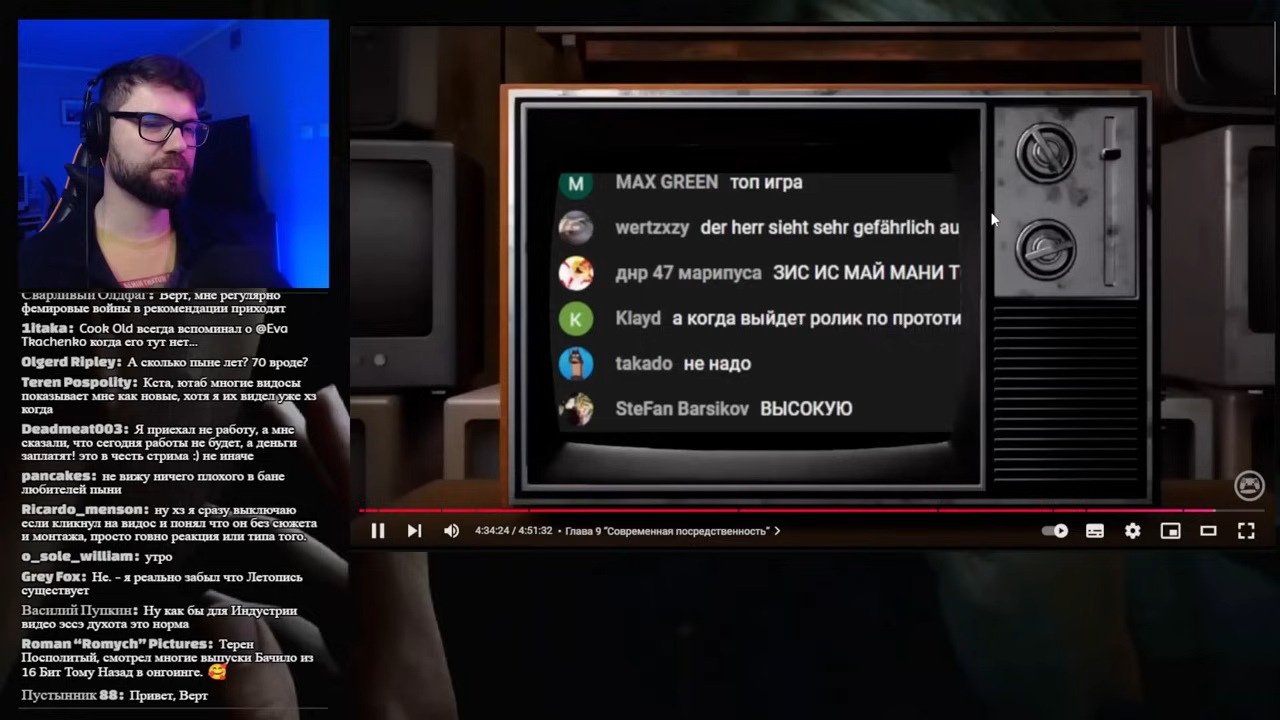 Сварливый Олдфаг: Верт, мне регулярно
фемировые войны в рекомендации приходят
1itaka: Cook Old всегда вспоминал о @Eva
Tkachenko когда его тут нет...
Olgerd Ripley: А сколько пыне лет? 70 вроде?
Teren Pospolity: Кста, ютаб многие видосы
показывает мне как новые, хотя я их видел уже хз
когда
Deadmeat003: Я приехал не работу, а мне
сказали, что сегодня работы не будет, а деньги
заплатят! это в честь стрима :) не иначе
pancakes: не вижу ничего плохого в бане
любителей пыни
Ricardo_menson: ну хз я сразу выключаю
если кликнул на видос и понял что он без сюжета
и монтажа, просто говно реакция или типа того.
o_sole_william: утро
Grey Fox: Не. - я реально забыл что Летопись
существует
Василий Пупкин: Ну как бы для Индустрии
видео эссэ духота это норма
Roman “Romych” Pictures: Терен
Посполитый, смотрел многие выпуски Бачило из
16 Бит Тому Назад в онгоинге. 🥰
Пустынник 88: Привет, Верт
M MAX GREEN топ игра
wertzxzy der herr sieht sehr gefährlich au
днр 47 марипуса ЗИС ИС МАЙ МАНИ Т
K Klayd а когда выйдет ролик по прототи
takado не надо
SteFan Barsikov ВЫСОКУЮ
4:34:24 / 4:51:32 • Глава 9 “Современная посредственность” >